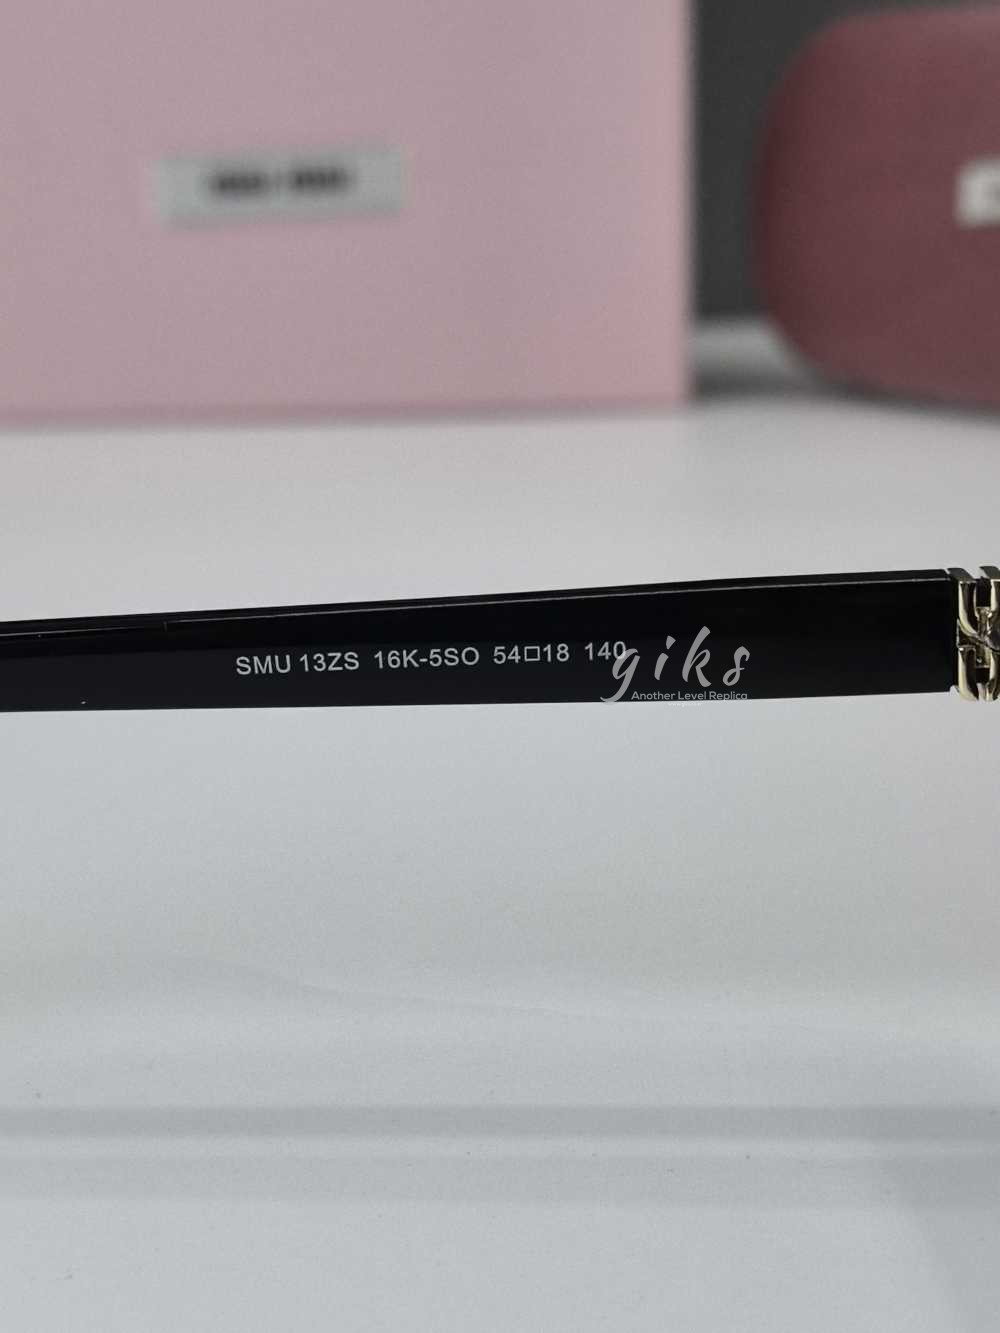 SMU 13ZS 16K-5SO 54□18 140
giks
Another Level Replica